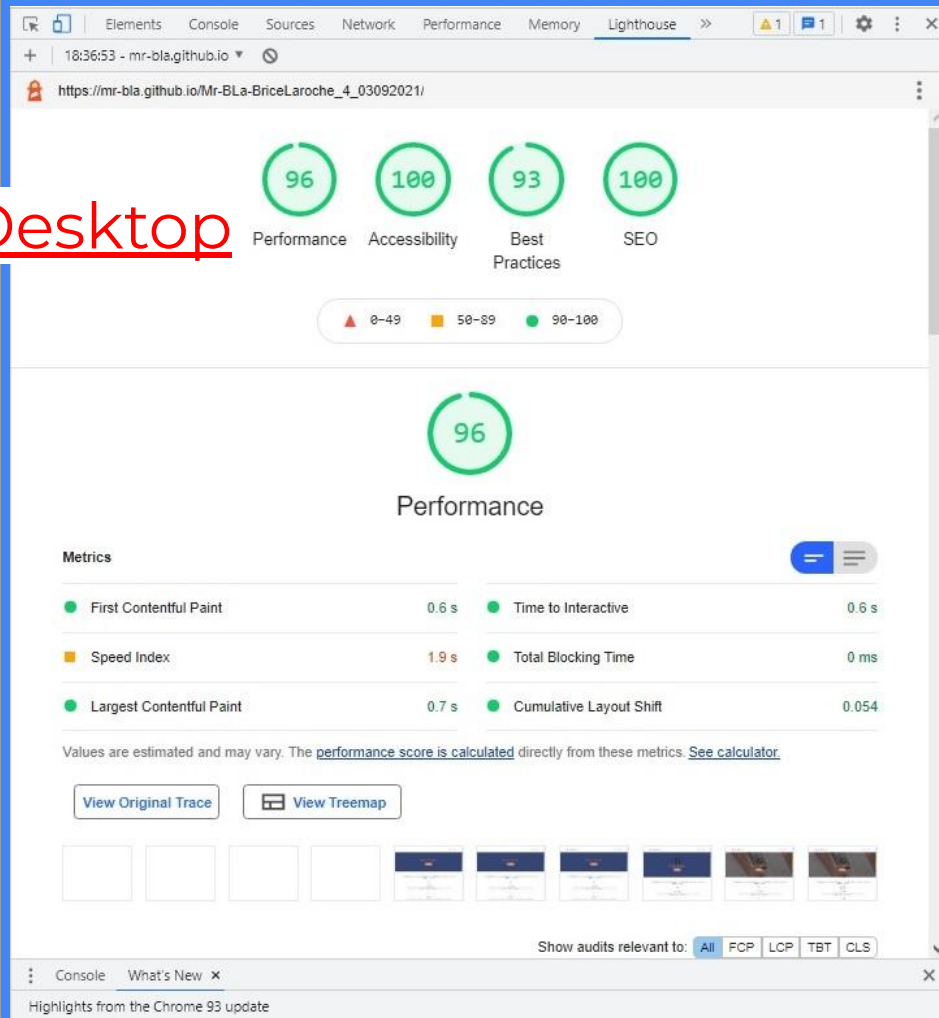 Elements Console Sources Network Performance Memory Lighthouse » 1 1
+ 18:36:53 - mr-bla.github.io
https://mr-bla.github.io/Mr-BLa-BriceLaroche_4_03092021/
96 100 93 100
Desktop
Performance Accessibility Best Practices SEO
0-49 50-89 90-100
96
Performance
Metrics
First Contentful Paint 0.6 s Time to Interactive 0.6 s
Speed Index 1.9 s Total Blocking Time 0 ms
Largest Contentful Paint 0.7 s Cumulative Layout Shift 0.054
Values are estimated and may vary. The performance score is calculated directly from these metrics. See calculator.
View Original Trace View Treemap
Show audits relevant to: All FCP LCP TBT CLS
Console What's New ×
Highlights from the Chrome 93 update